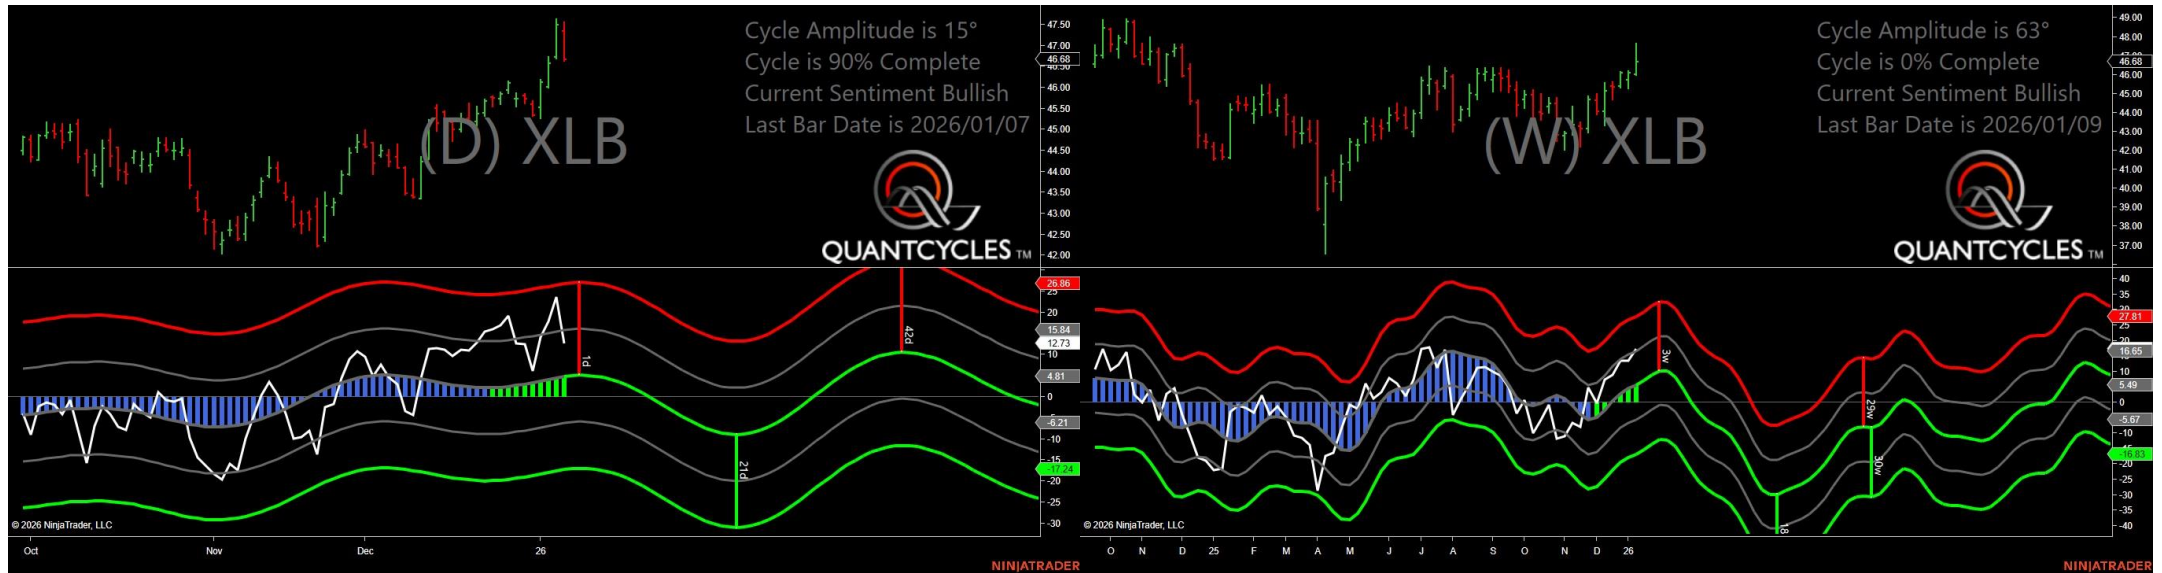 Cycle Amplitude is 15°
Cycle is 90% Complete
Current Sentiment Bullish
Last Bar Date is 2026/01/07
(D) XLB
QUANTCYCLES TM
47.50
47.00
46.68
46.00
45.50
45.00
44.50
44.00
43.50
43.00
42.50
42.00
26.86
25
20
15.84
12.73
10
4.81
0
-6.21
-10
-15
-17.24
-20
-25
-30
1d
21d
42d
© 2026 NinjaTrader, LLC
Oct
Nov
Dec
26
NINJATRADER
Cycle Amplitude is 63°
Cycle is 0% Complete
Current Sentiment Bullish
Last Bar Date is 2026/01/09
(W) XLB
QUANTCYCLES TM
49.00
48.00
46.68
46.00
45.00
44.00
43.00
42.00
41.00
40.00
39.00
38.00
37.00
40
35
27.81
25
20
16.65
5.49
0
-5.67
-10
-16.83
-20
-25
-30
-35
-40
3w
29w
30w
18
© 2026 NinjaTrader, LLC
O
N
D
25
F
M
A
M
J
J
A
S
O
N
D
26
NINJATRADER